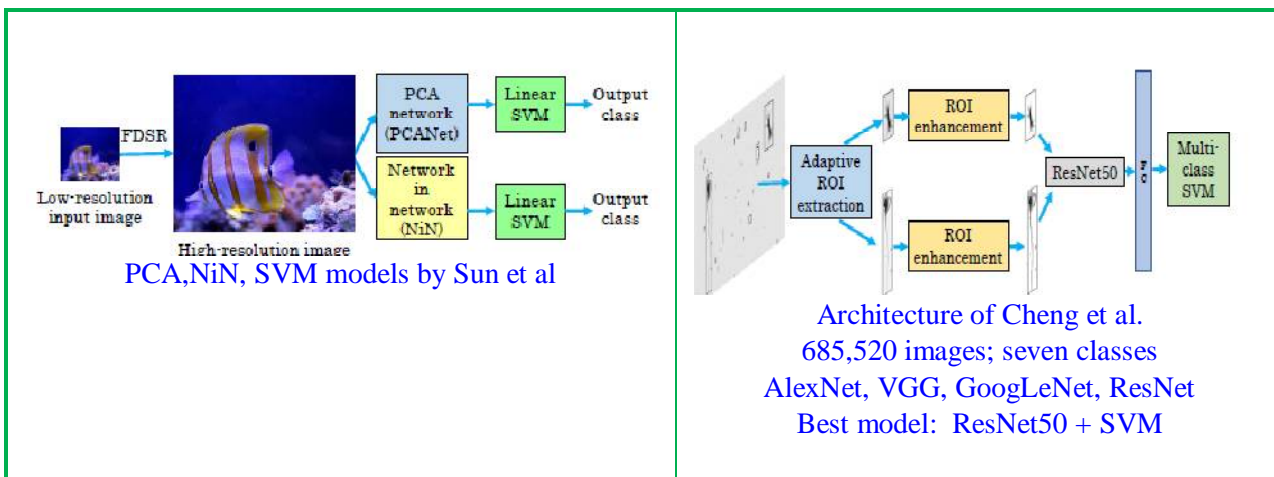 FDSR
Low-resolution
input image
High-resolution image
PCA
network
(PCANet)
Network
in
network
(NiN)
Linear
SVM
Linear
SVM
Output
class
Output
class
PCA,NiN, SVM models by Sun et al
Adaptive
ROI
extraction
ROI
enhancement
ROI
enhancement
ResNet50
Multi-
class
SVM
Architecture of Cheng et al.
685,520 images; seven classes
AlexNet, VGG, GoogLeNet, ResNet
Best model:  ResNet50 + SVM